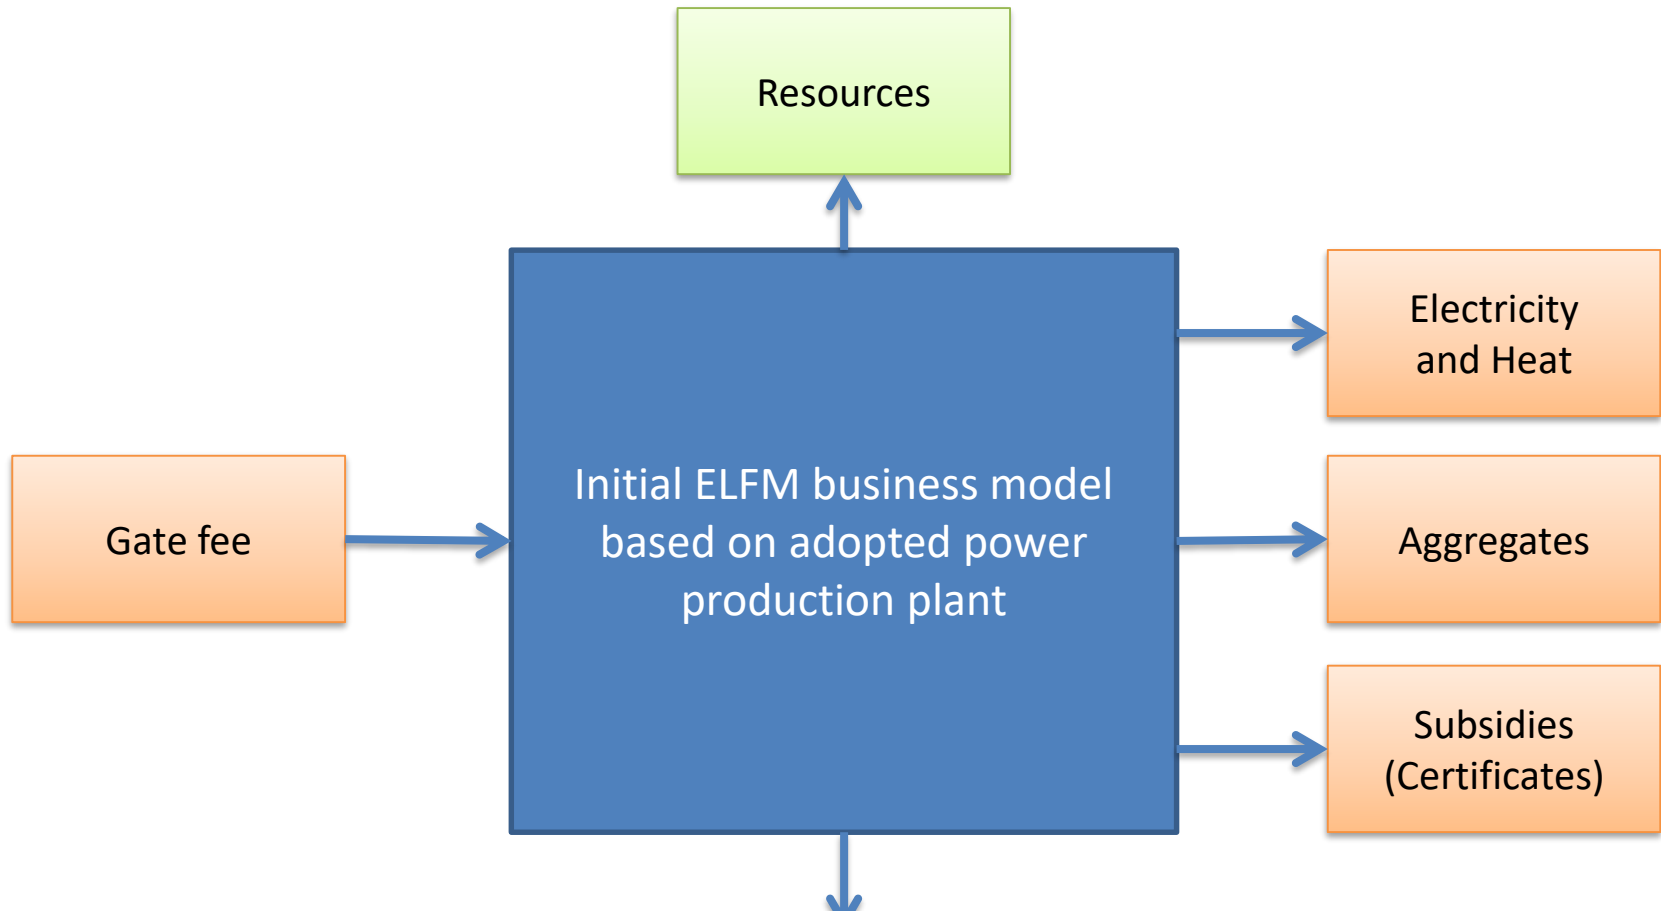 Resources
Electricity
and Heat
Initial ELFM business model
based on adopted power
production plant
Gate fee
Aggregates
Subsidies
(Certificates)